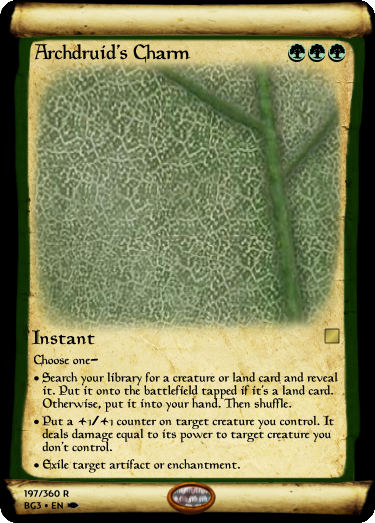 Archdruid's Charm
Instant
Choose one—
• Search your library for a creature or land card and reveal
it. Put it onto the battlefield tapped if it's a land card.
Otherwise, put it into your hand. Then shuffle.
• Put a +1/+1 counter on target creature you control. It
deals damage equal to its power to target creature you
don't control.
• Exile target artifact or enchantment.
197/360 R
BG3 • EN